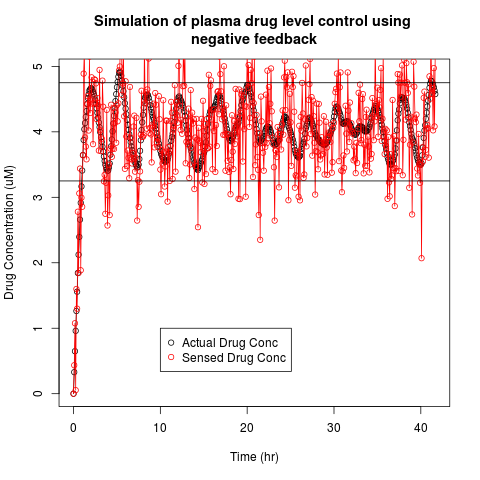 Simulation of plasma drug level control using
negative feedback
Drug Concentration (uM)
5
4
3
2
1
0
Actual Drug Conc
Sensed Drug Conc
0 10 20 30 40
Time (hr)